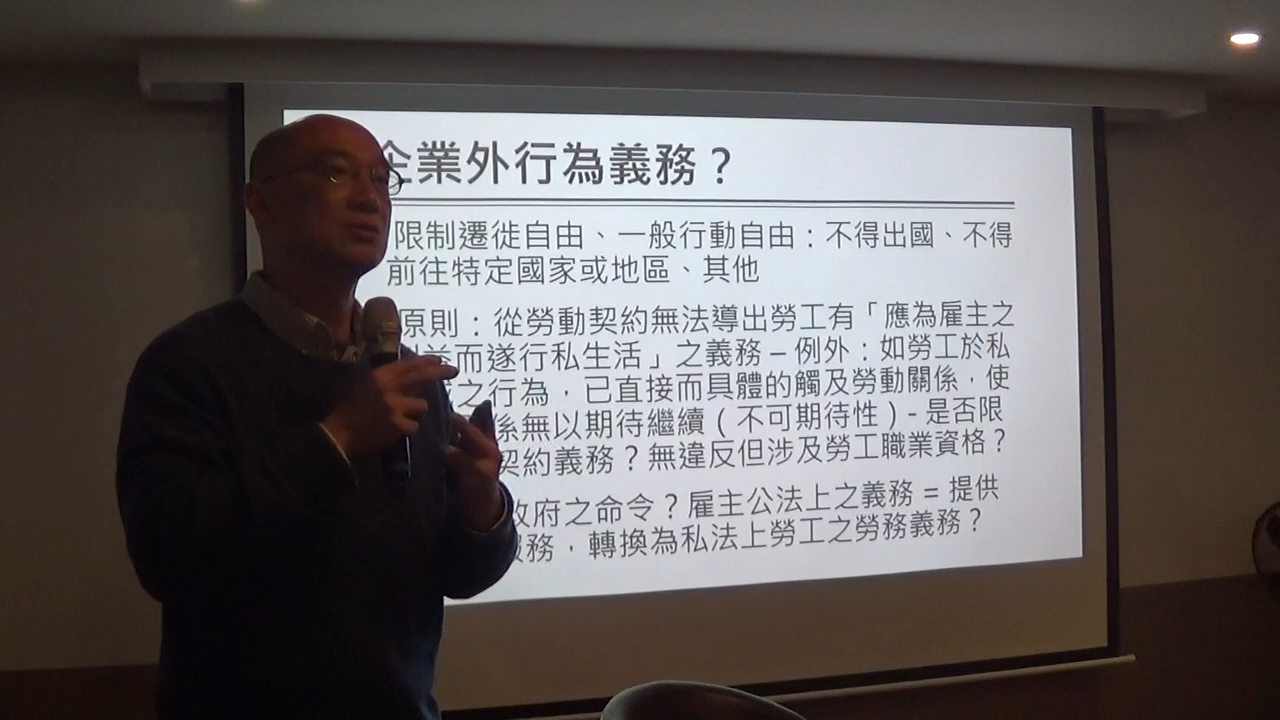 企業外行為義務？
限制遷徙自由、一般行動自由：不得出國、不得
前往特定國家或地區、其他
原則：從勞動契約無法導出勞工有「應為雇主之
益而遂行私生活」之義務 – 例外：如勞工於私
之行為，已直接而具體的觸及勞動關係，使
係無以期待繼續（不可期待性）- 是否限
契約義務？無違反但涉及勞工職業資格？
政府之命令？雇主公法上之義務 = 提供
服務，轉換為私法上勞工之勞務義務？